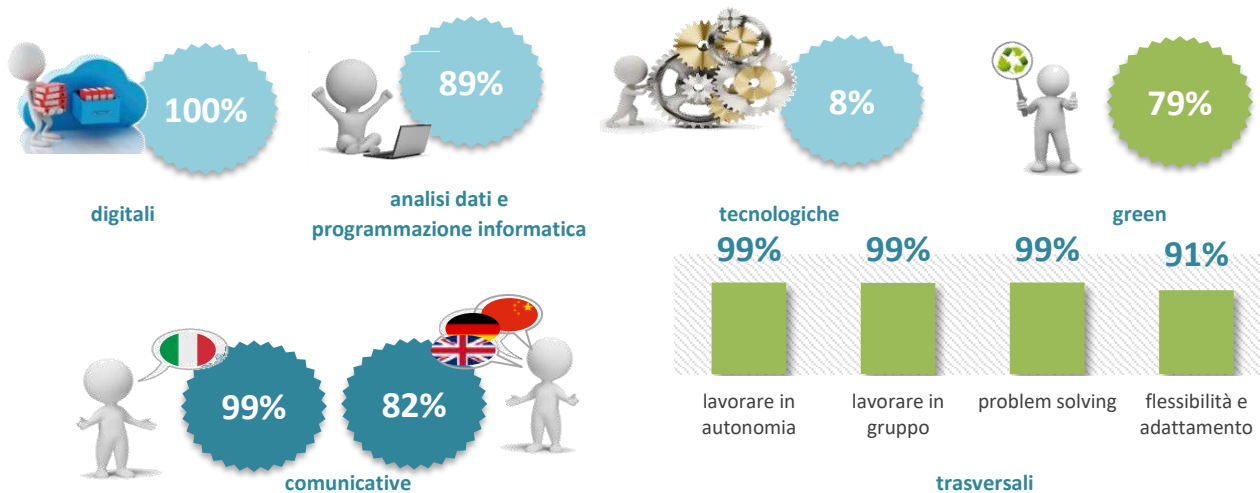 100%
89%
8%
79%
digitali
analisi dati e
programmazione informatica
tecnologiche
green
99%
82%
comunicative
99%
99%
99%
91%
lavorare in
autonomia
lavorare in
gruppo
problem solving
flessibilità e
adattamento
trasversali